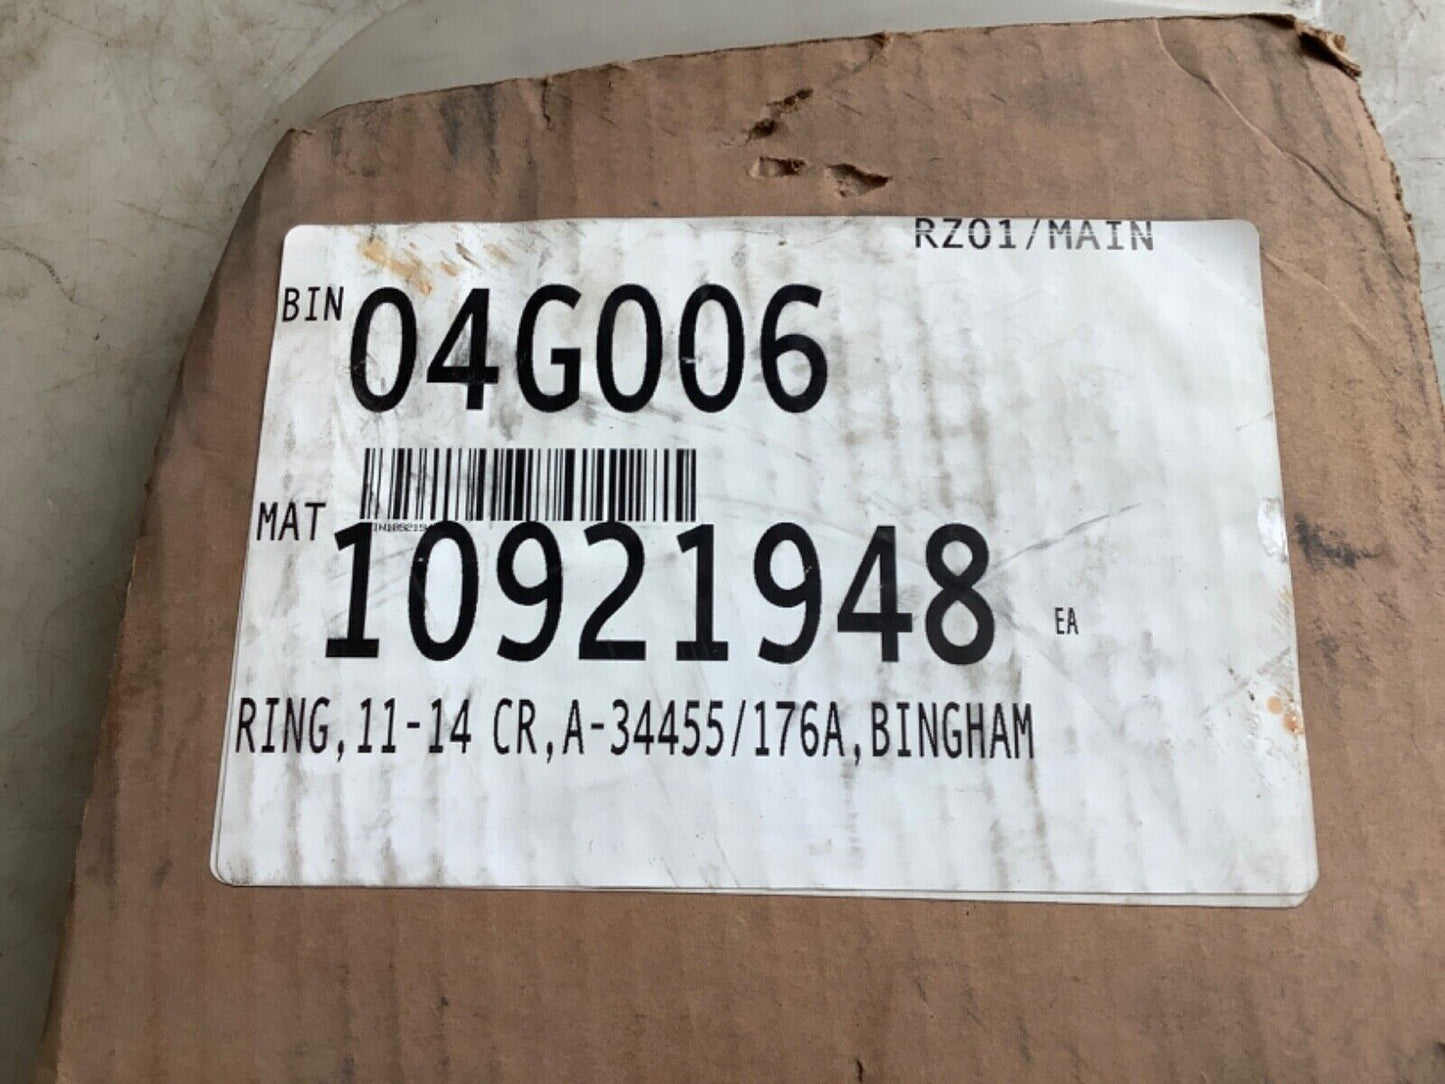 RZ01/MAIN
BIN 04G006
MAT 10921948 EA
RING,11-14 CR,A-34455/176A,BINGHAM